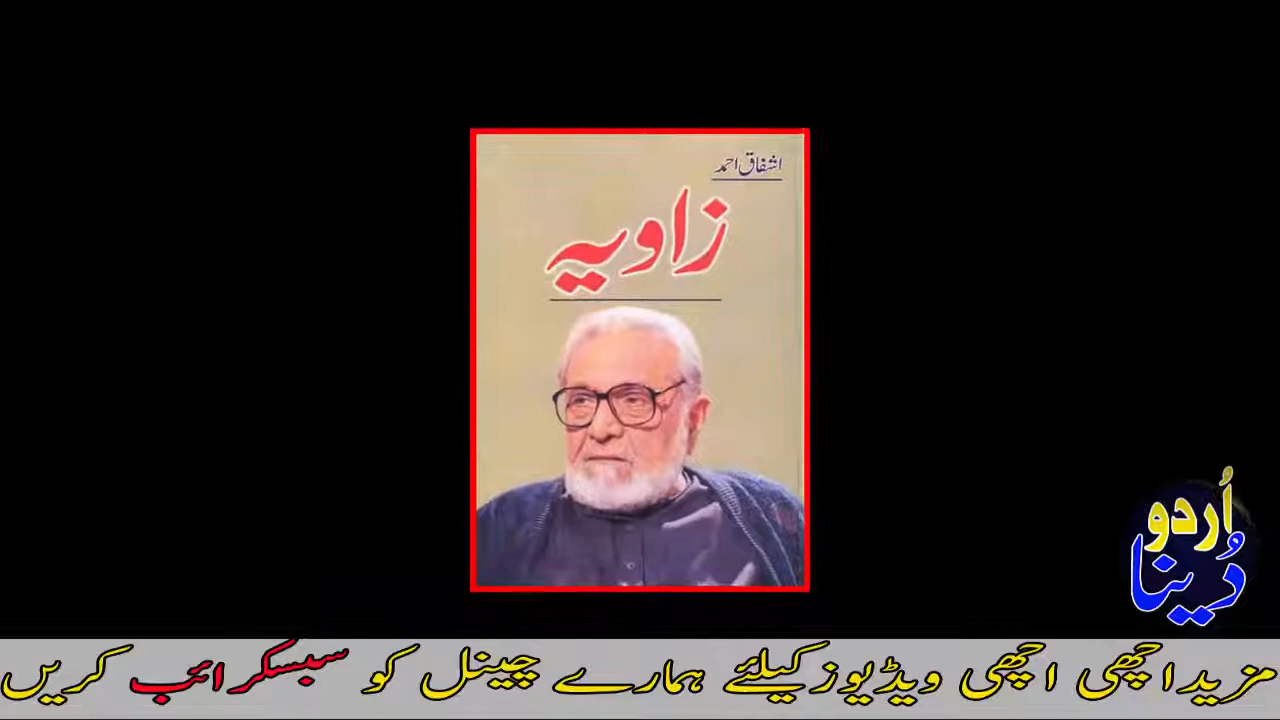 اشفاق احمد
زاویہ
اُردو
دُنیا
مزید اچھی اچھی ویڈیوز کیلئے ہمارے چینل کو سبسکرائب کریں